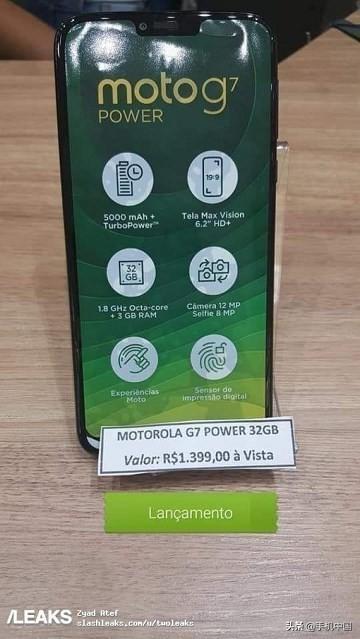 motog7
POWER
5000 mAh +
TurboPower™
Tela Max Vision
6.2" HD+
19:9
32
GB
1.8 GHz Octa-core
+ 3 GB RAM
Câmera 12 MP
Selfie 8 MP
Experiências
Moto
Sensor de
impressão digital
MOTOROLA G7 POWER 32GB
Valor: R$1.399,00 à Vista
Lançamento
/LEAKS
Zyad Atef
slashleaks.com/u/twoleaks
头条 @手机中国